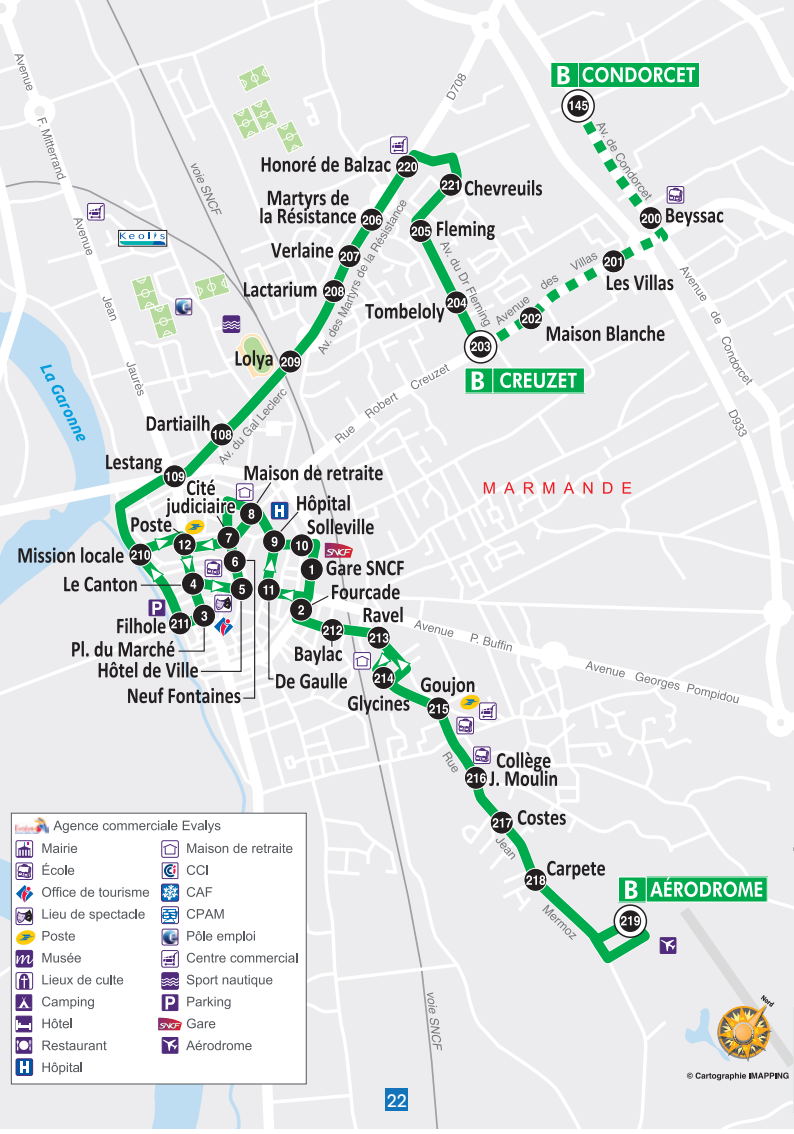 B CONDORCET
145
Av. de Condorcet
D708
Avenue
F. Mitterrand
Avenue
Jean
Jaurès
voie SNCF
Keolis
Honoré de Balzac
220
221
Chevreuils
Martyrs de
la Résistance
206
200
Beyssac
205
Fleming
Verlaine
207
Av. des Martyrs de la Résistance
Av. du Dr Fleming
201
Les Villas
Avenue des Villas
Lactarium
208
Tombeloly
204
202
Maison Blanche
Avenue de Condorcet
D933
203
B CREUZET
Lolya
209
Rue Robert Creuzet
La Garonne
Dartiailh
108
Av. du Gal Leclerc
Lestang
109
Maison de retraite
Cité
judiciaire
MARMANDE
8
H
Hôpital
Poste
12
7
9
10
Solleville
SNCF
Mission locale
210
6
1
Gare SNCF
Le Canton
4
5
11
Fourcade
2
P
Filhole
211
3
Ravel
212
213
Pl. du Marché
Baylac
Avenue P. Buffin
Avenue Georges Pompidou
Hôtel de Ville
De Gaulle
214
Glycines
Neuf Fontaines
Goujon
215
Rue
Collège
J. Moulin
216
217
Costes
Jean
218
Carpete
B AÉRODROME
219
Mermoz
voie SNCF
Evalys Agence commerciale Evalys
Mairie
École
Office de tourisme
Lieu de spectacle
Poste
m Musée
Lieux de culte
Camping
Hôtel
Restaurant
H Hôpital
Maison de retraite
CCI
CAF
CPAM
Pôle emploi
Centre commercial
Sport nautique
P Parking
SNCF Gare
Aérodrome
Nord
© Cartographie IMAPPING
22